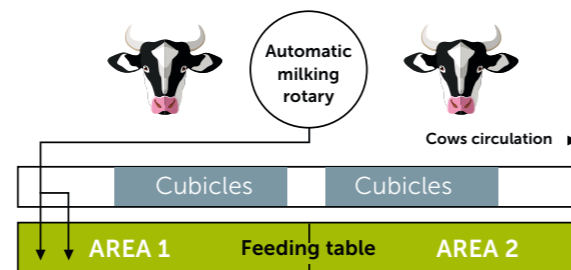 Automatic
milking
rotary
Cows circulation
Cubicles Cubicles
AREA 1 Feeding table AREA 2